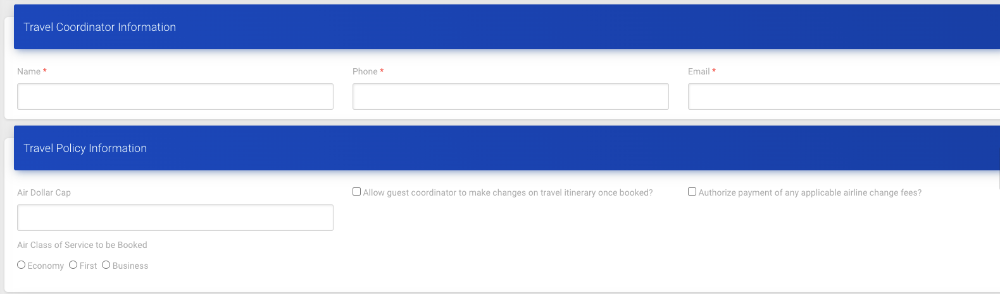 Travel Coordinator Information
Name *
Phone *
Email *
Travel Policy Information
Air Dollar Cap
Allow guest coordinator to make changes on travel itinerary once booked?
Authorize payment of any applicable airline change fees?
Air Class of Service to be Booked
Economy First Business